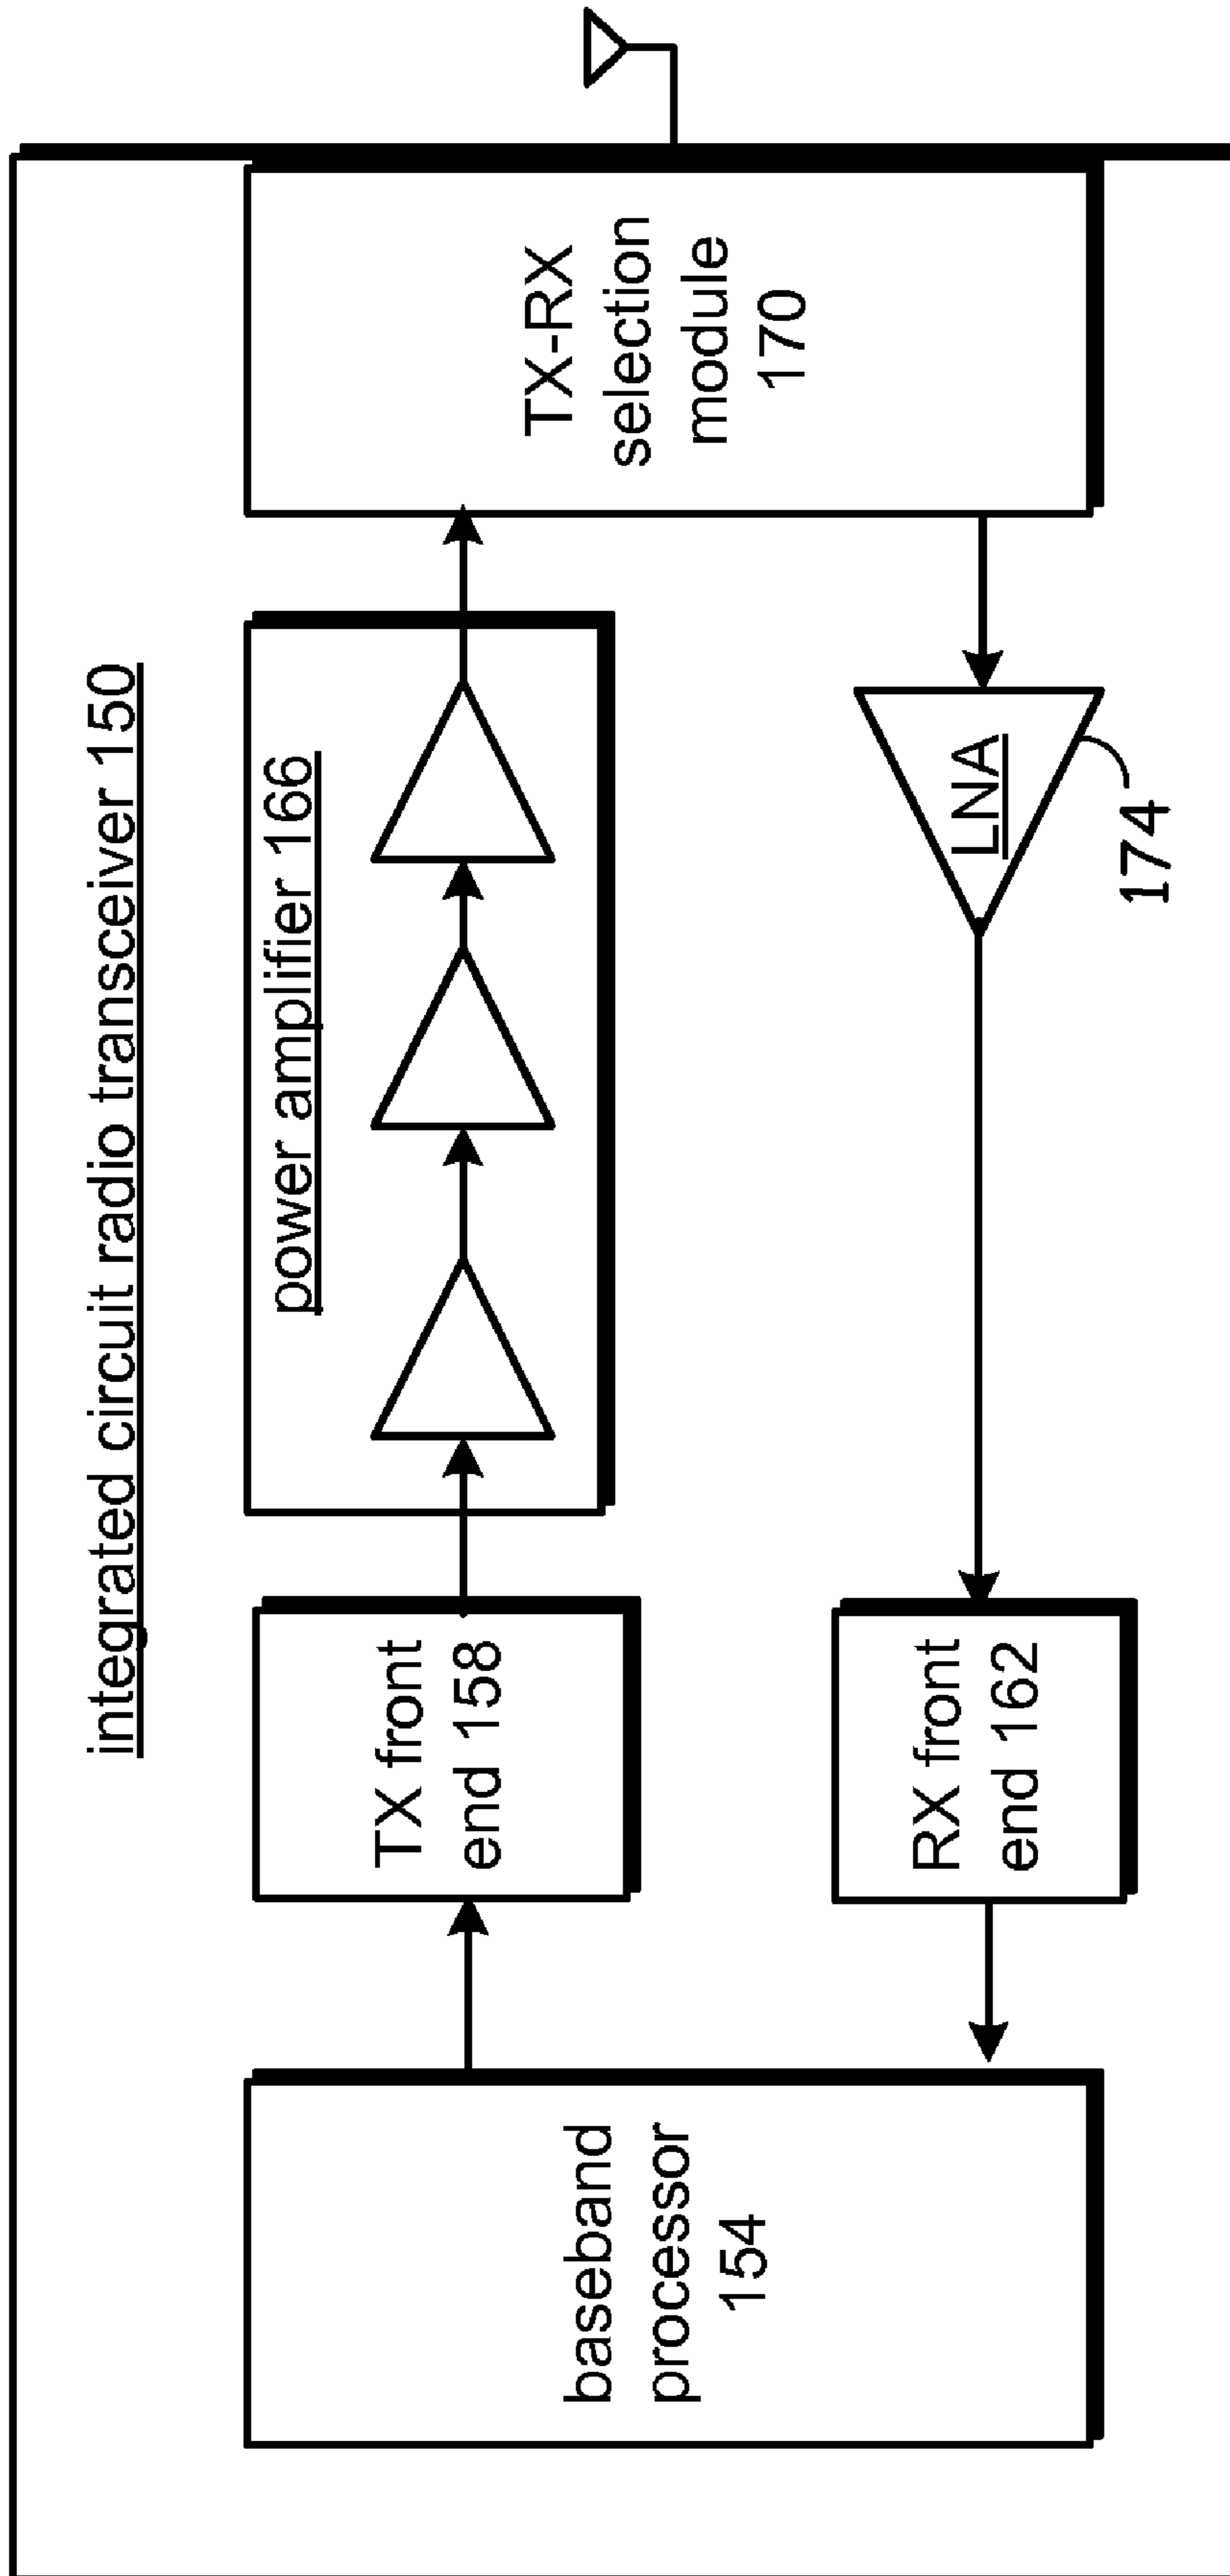 integrated circuit radio transceiver 150
baseband
processor
154
TX front
end 158
power amplifier 166
TX-RX
selection
module
170
RX front
end 162
LNA
174